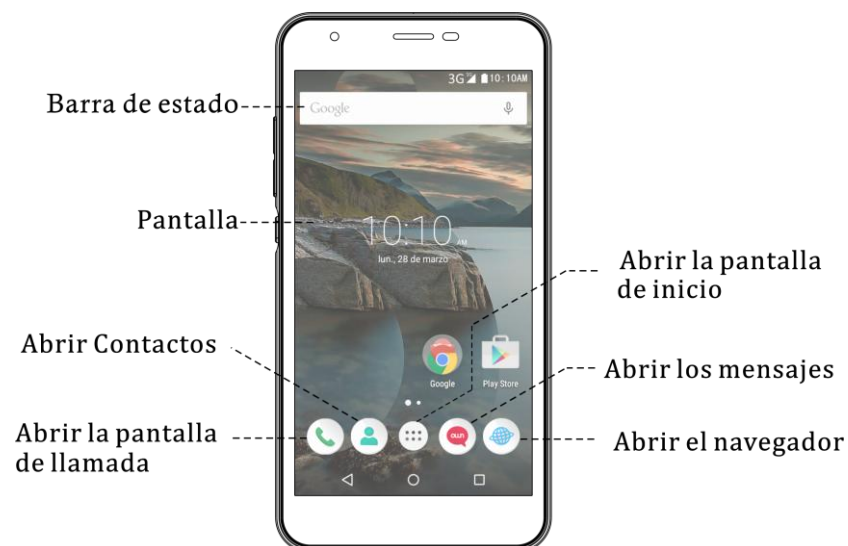 3G 10:10AM
Barra de estado
Google
Pantalla
10:10 AM
lun., 28 de marzo
Abrir la pantalla
de inicio
Abrir Contactos
Google
Play Store
Abrir los mensajes
Abrir la pantalla
de llamada
own
Abrir el navegador